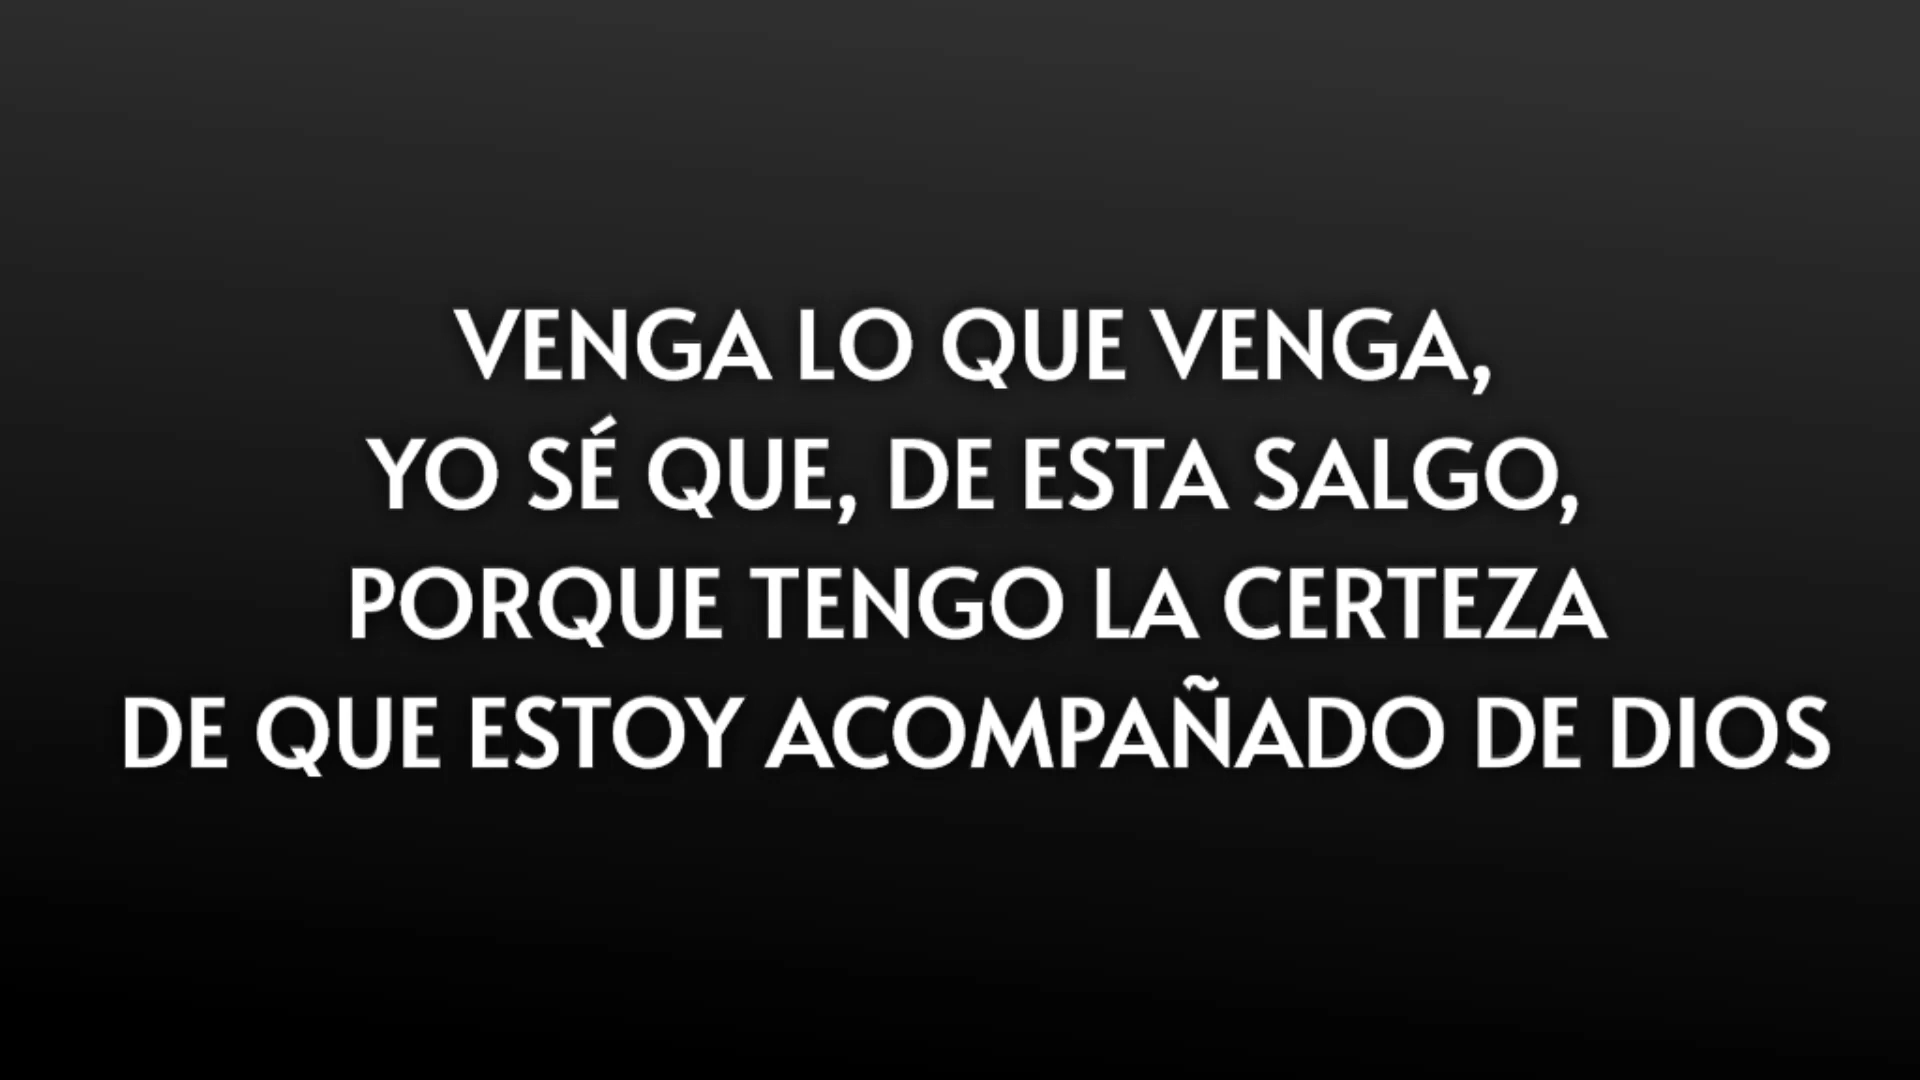 VENGA LO QUE VENGA,
YO SÉ QUE, DE ESTA SALGO,
PORQUE TENGO LA CERTEZA
DE QUE ESTOY ACOMPAÑADO DE DIOS